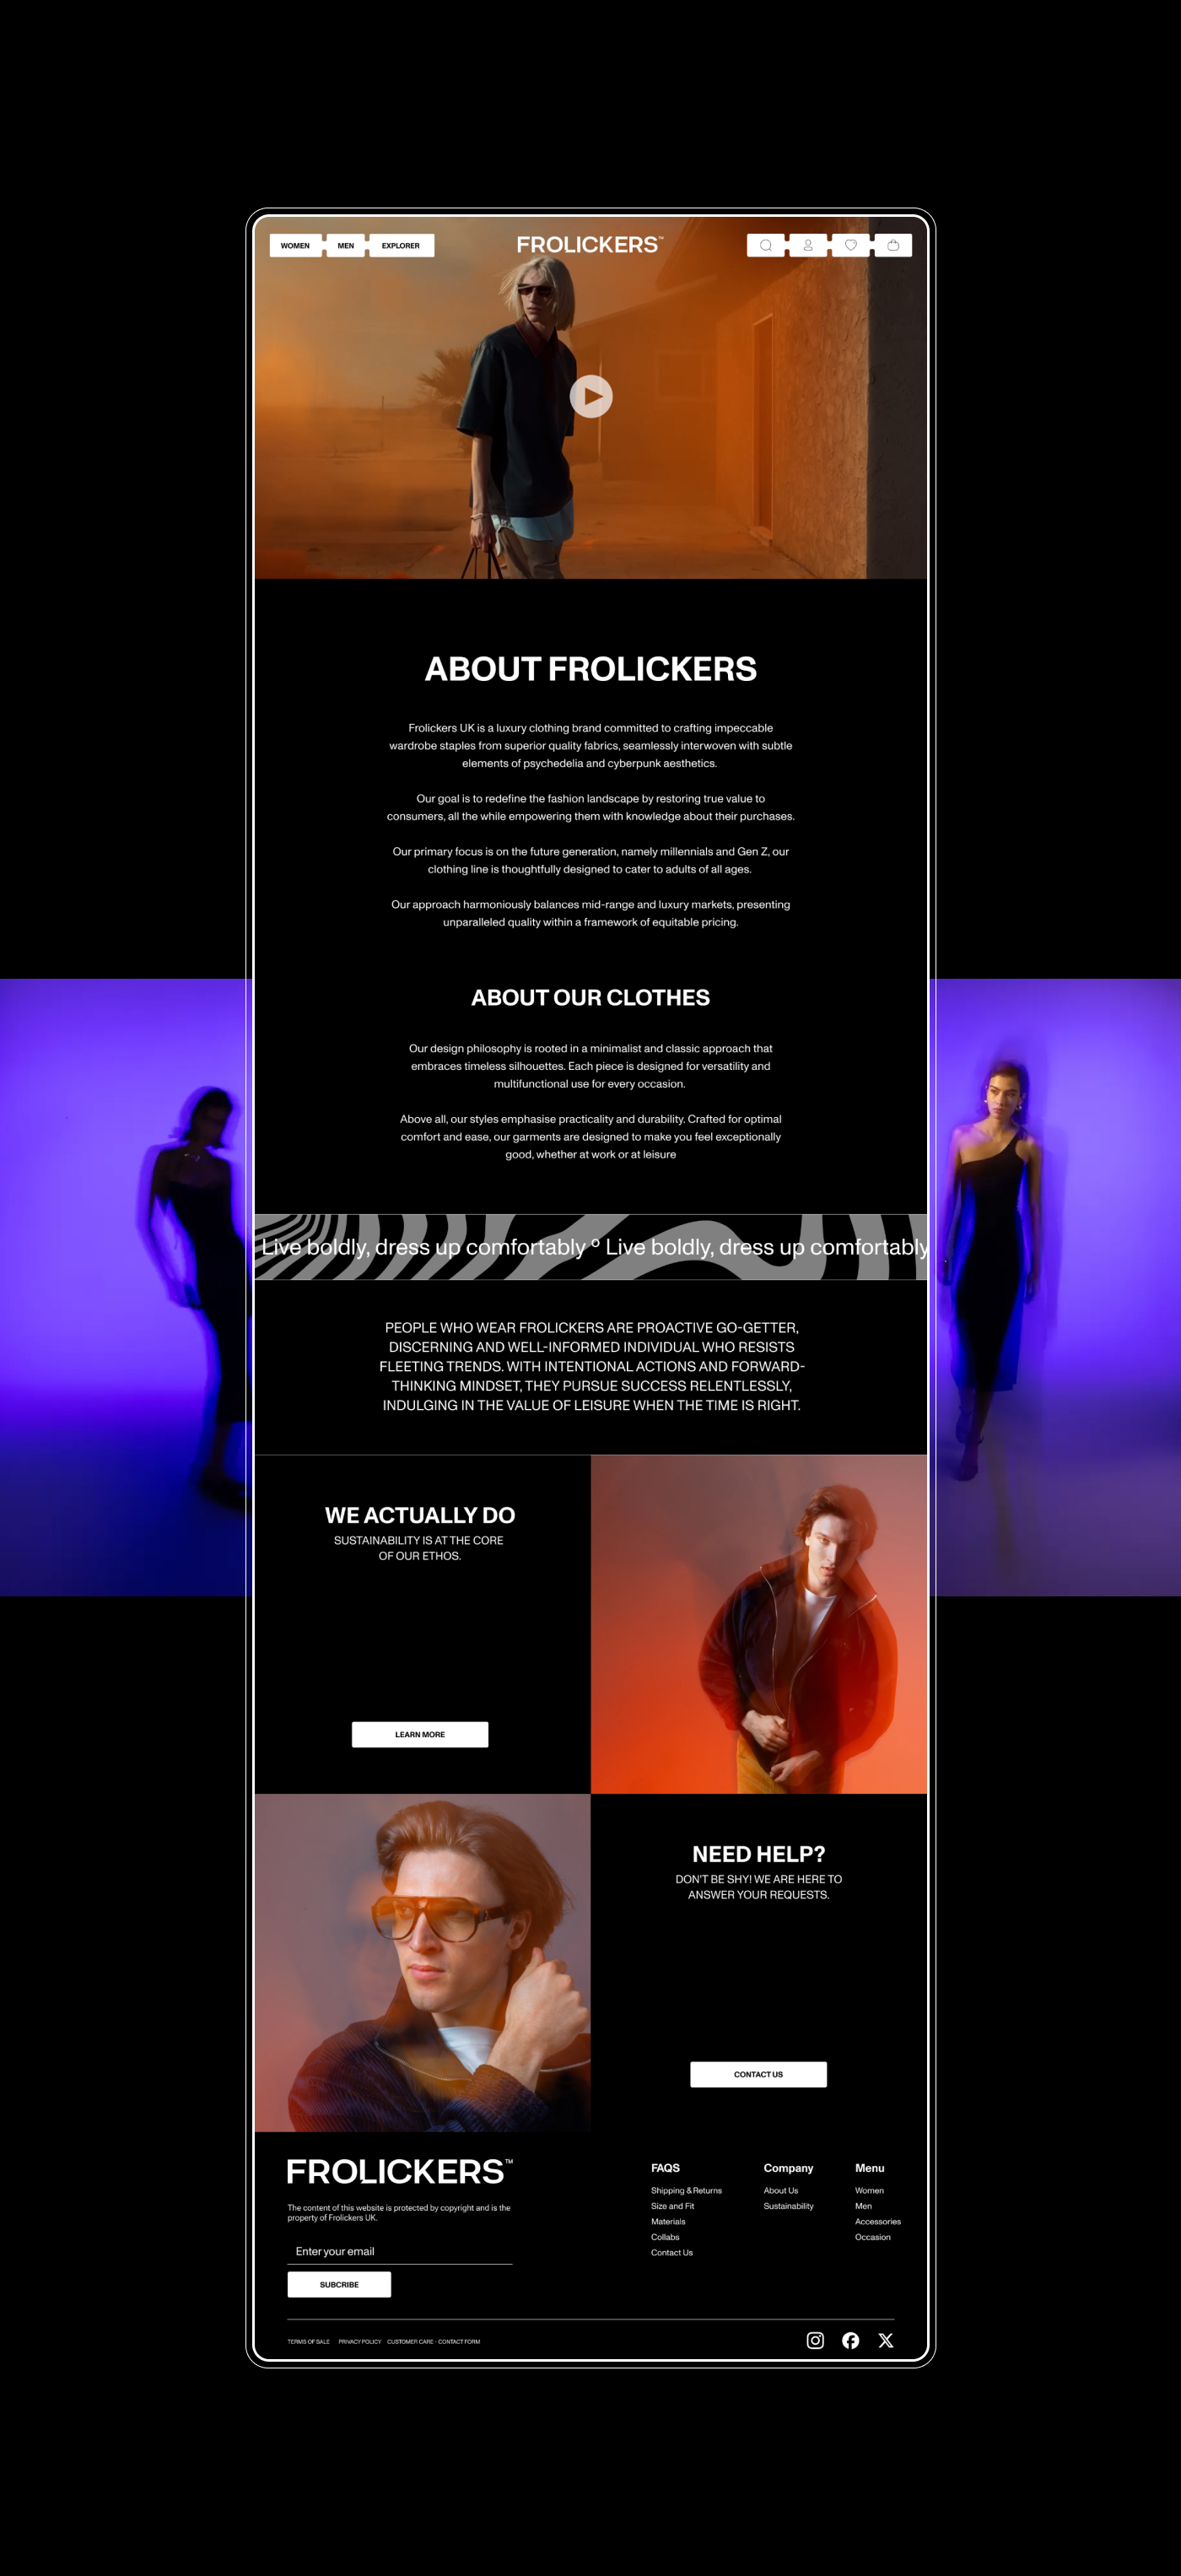 WOMEN MEN EXPLORER FROLICKERS™
ABOUT FROLICKERS
Frolickers UK is a luxury clothing brand committed to crafting impeccable
wardrobe staples from superior quality fabrics, seamlessly interwoven with subtle
elements of psychedelia and cyberpunk aesthetics.
Our goal is to redefine the fashion landscape by restoring true value to
consumers, all the while empowering them with knowledge about their purchases.
Our primary focus is on the future generation, namely millennials and Gen Z, our
clothing line is thoughtfully designed to cater to adults of all ages.
Our approach harmoniously balances mid-range and luxury markets, presenting
unparalleled quality within a framework of equitable pricing.
ABOUT OUR CLOTHES
Our design philosophy is rooted in a minimalist and classic approach that
embraces timeless silhouettes. Each piece is designed for versatility and
multifunctional use for every occasion.
Above all, our styles emphasise practicality and durability. Crafted for optimal
comfort and ease, our garments are designed to make you feel exceptionally
good, whether at work or at leisure
Live boldly, dress up comfortably ° Live boldly, dress up comfortably
PEOPLE WHO WEAR FROLICKERS ARE PROACTIVE GO-GETTER,
DISCERNING AND WELL-INFORMED INDIVIDUAL WHO RESISTS
FLEETING TRENDS. WITH INTENTIONAL ACTIONS AND FORWARD-
THINKING MINDSET, THEY PURSUE SUCCESS RELENTLESSLY,
INDULGING IN THE VALUE OF LEISURE WHEN THE TIME IS RIGHT.
WE ACTUALLY DO
SUSTAINABILITY IS AT THE CORE
OF OUR ETHOS.
LEARN MORE
NEED HELP?
DON'T BE SHY! WE ARE HERE TO
ANSWER YOUR REQUESTS.
CONTACT US
FROLICKERS™
The content of this website is protected by copyright and is the
property of Frolickers UK.
Enter your email
SUBCRIBE
FAQS
Shipping & Returns
Size and Fit
Materials
Collabs
Contact Us
Company
About Us
Sustainability
Menu
Women
Men
Accessories
Occasion
TERMS OF SALE PRIVACY POLICY CUSTOMER CARE · CONTACT FORM